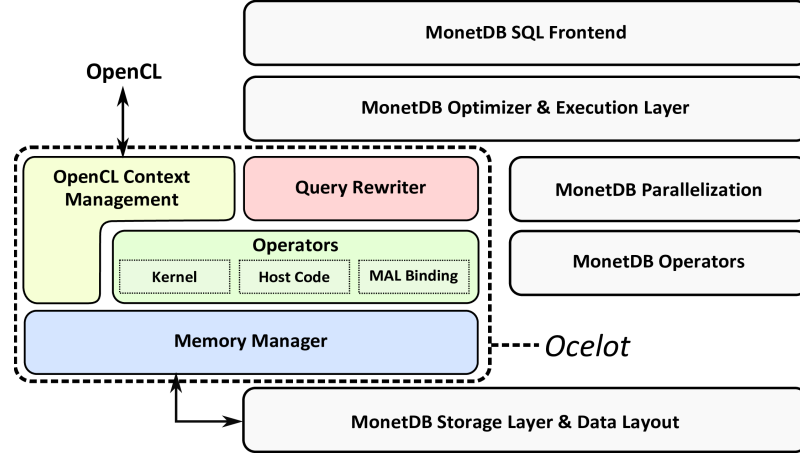 MonetDB SQL Frontend
OpenCL
MonetDB Optimizer & Execution Layer
OpenCL Context
Management
Query Rewriter
MonetDB Parallelization
Operators
Kernel
Host Code
MAL Binding
MonetDB Operators
Memory Manager
Ocelot
MonetDB Storage Layer & Data Layout